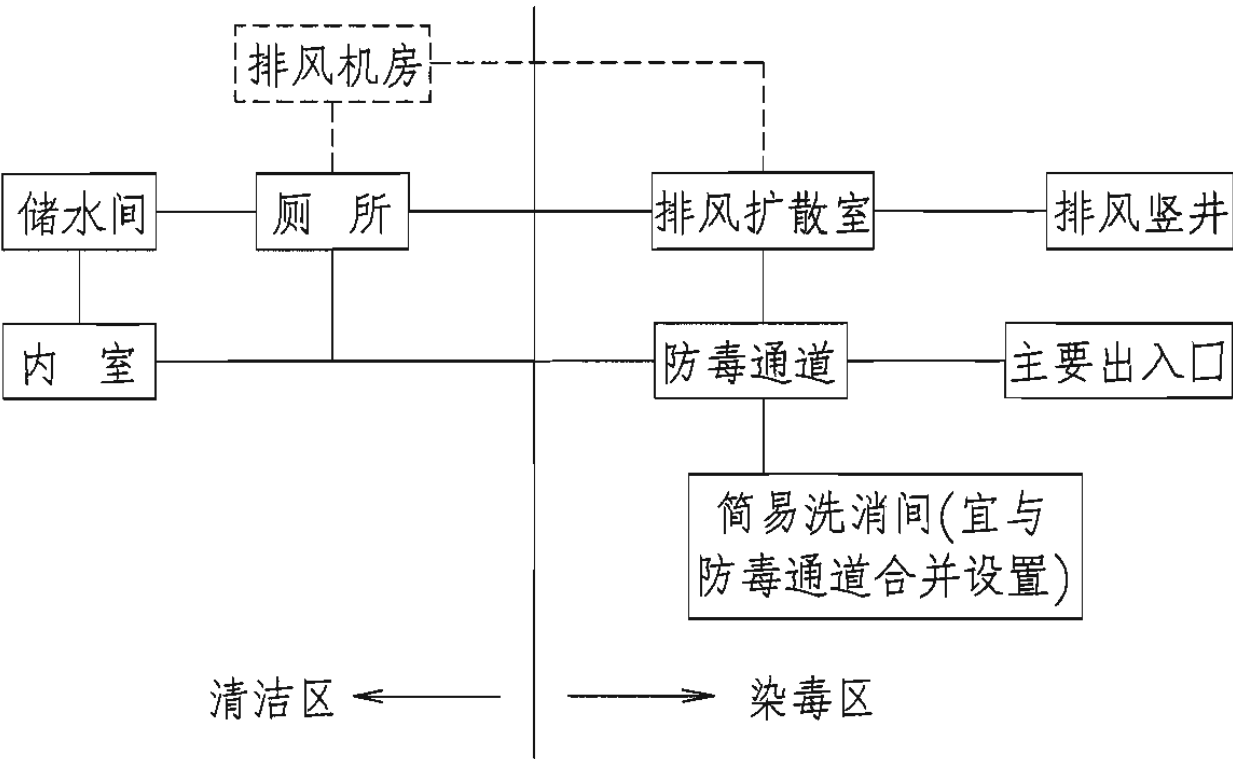 排风机房
储水间
厕 所
排风扩散室
排风竖井
内 室
防毒通道
主要出入口
简易洗消间(宜与
防毒通道合并设置)
清洁区
染毒区